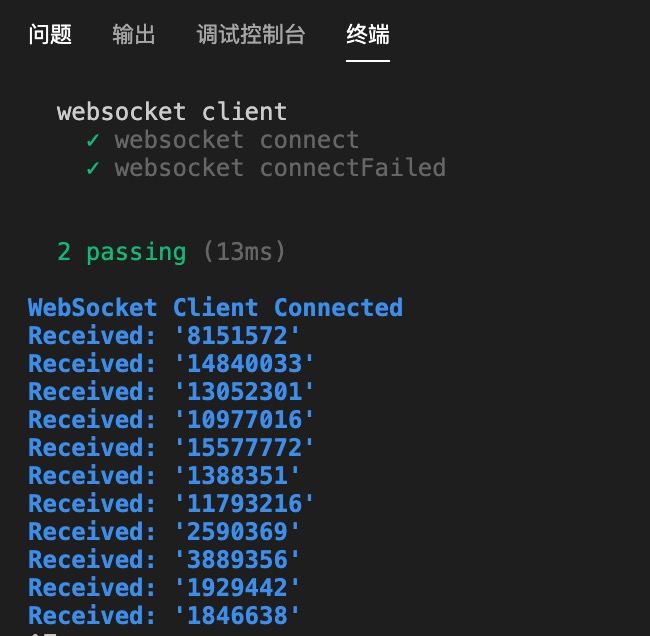 问题 输出 调试控制台 终端
websocket client
✓ websocket connect
✓ websocket connectFailed
2 passing (13ms)
WebSocket Client Connected
Received: '8151572'
Received: '14840033'
Received: '13052301'
Received: '10977016'
Received: '15577772'
Received: '1388351'
Received: '11793216'
Received: '2590369'
Received: '3889356'
Received: '1929442'
Received: '1846638'